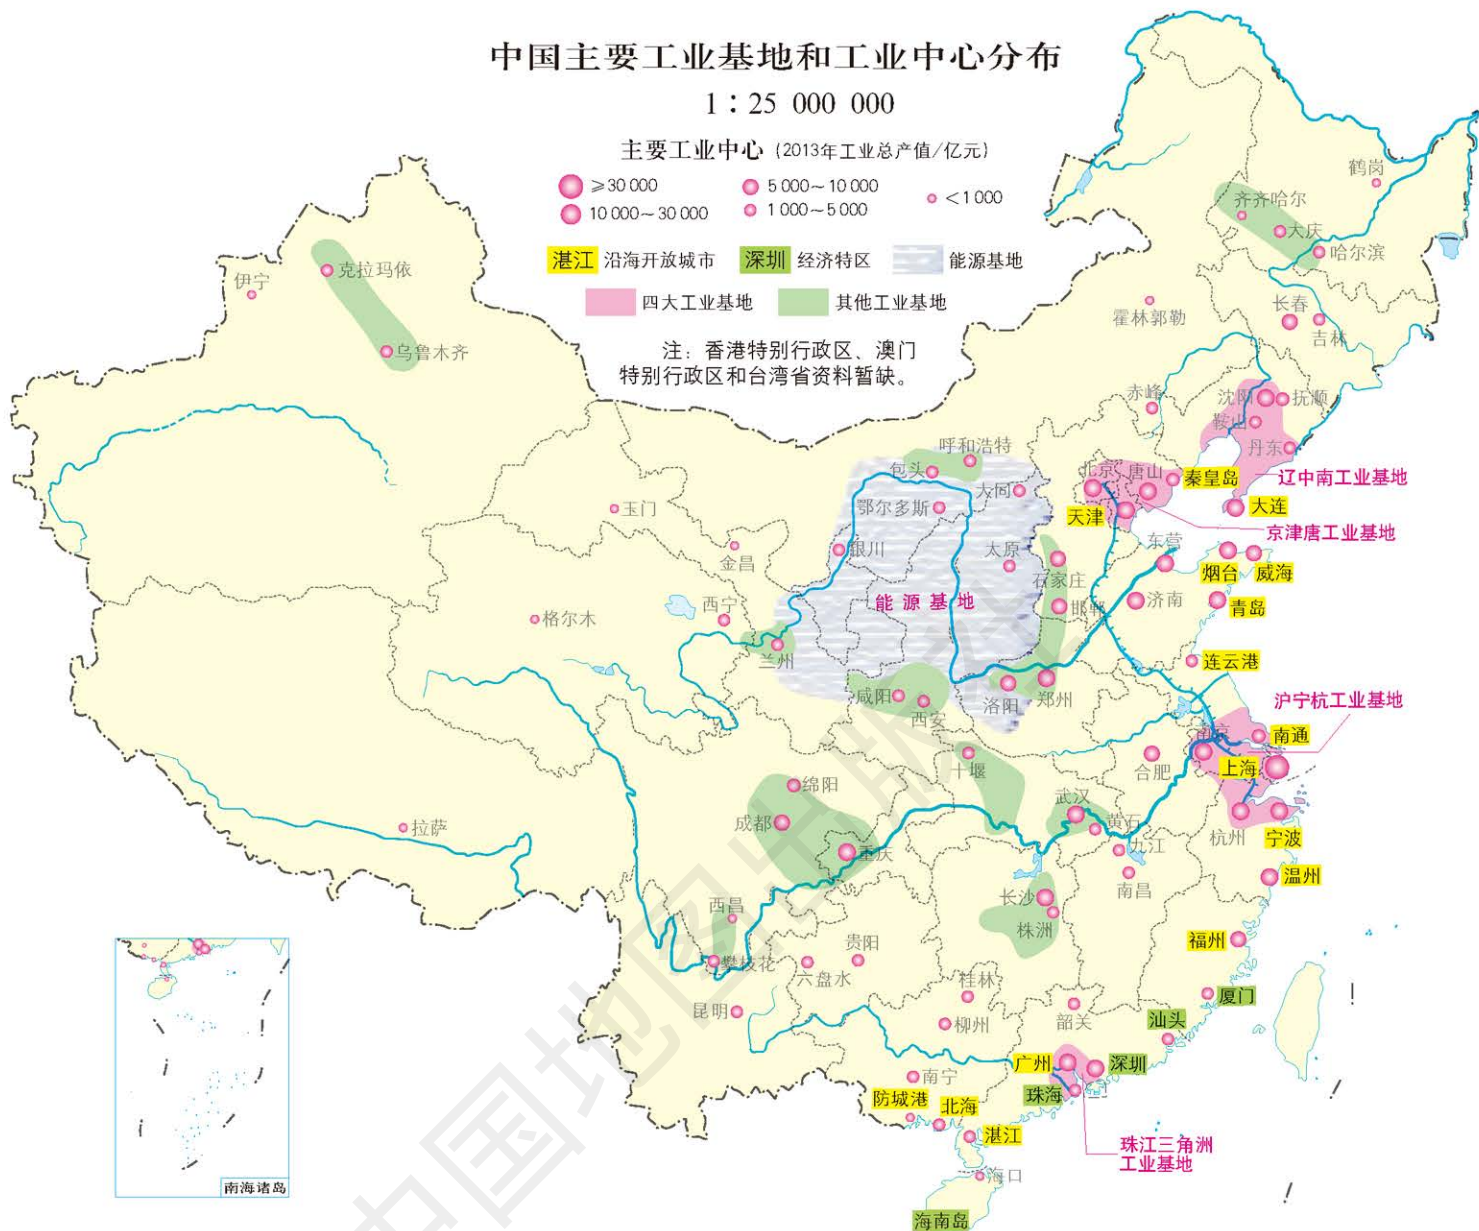 中国主要工业基地和工业中心分布
1∶25 000 000
主要工业中心 (2013年工业总产值/亿元)
≥30 000
5 000~10 000
<1 000
10 000~30 000
1 000~5 000
湛江 沿海开放城市
深圳 经济特区
能源基地
四大工业基地
其他工业基地
注：香港特别行政区、澳门
特别行政区和台湾省资料暂缺。
鹤岗
齐齐哈尔
大庆
哈尔滨
克拉玛依
伊宁
长春
霍林郭勒
吉林
乌鲁木齐
赤峰
沈阳
抚顺
鞍山
丹东
呼和浩特
包头
北京
唐山
秦皇岛
辽中南工业基地
大同
鄂尔多斯
玉门
大连
天津
京津唐工业基地
东营
银川
太原
金昌
石家庄
烟台
威海
能源基地
西宁
邯郸
济南
青岛
格尔木
兰州
连云港
咸阳
西安
洛阳
郑州
沪宁杭工业基地
南京
南通
上海
十堰
合肥
绵阳
武汉
成都
黄石
拉萨
杭州
宁波
重庆
九江
南昌
温州
长沙
西昌
株洲
福州
贵阳
攀枝花
六盘水
桂林
厦门
昆明
柳州
韶关
汕头
广州
深圳
南宁
珠海
防城港
北海
湛江
珠江三角洲
工业基地
海口
南海诸岛
海南岛
中国地图出版社